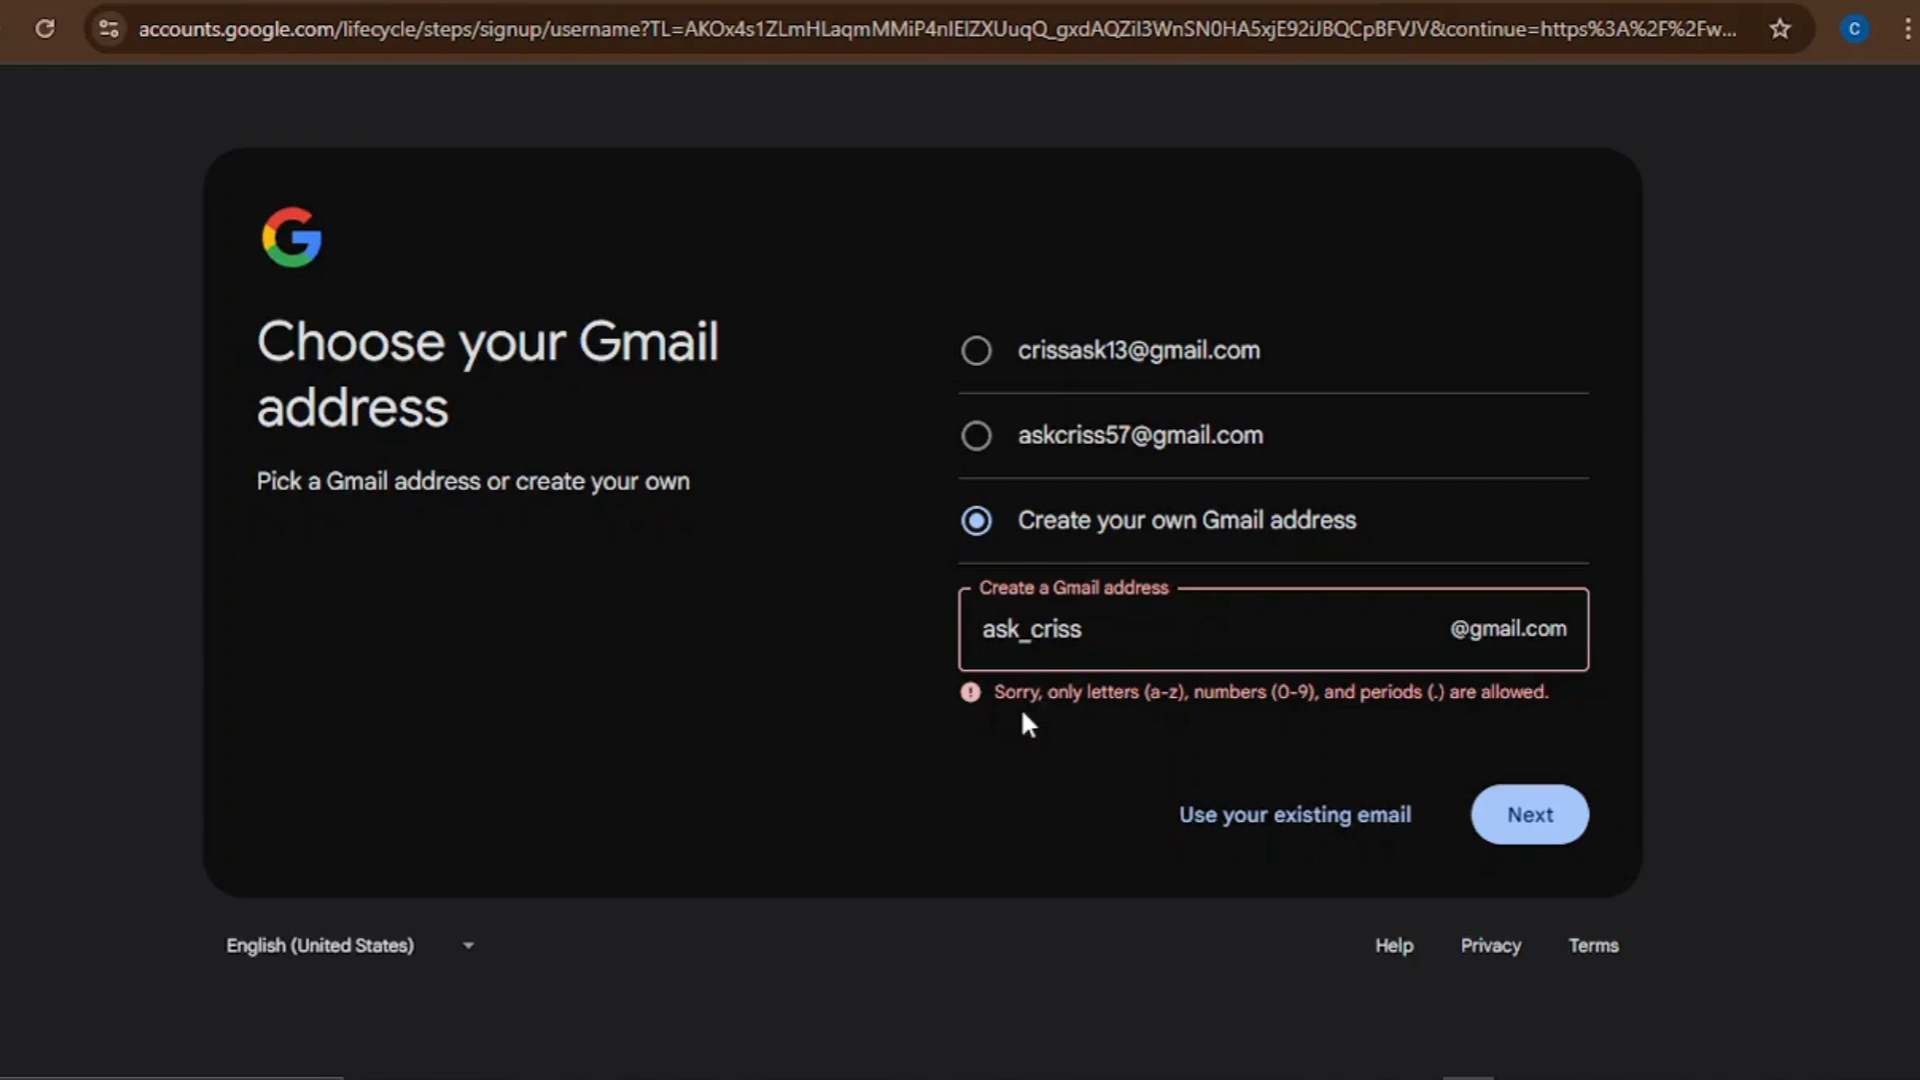 accounts.google.com/lifecycle/steps/signup/username?TL=AKOx4s1ZLmHLaqmMMiP4nIElZXUuqQ_gxdAQZil3WnSN0HA5xjE92iJBQCpBFVJV&continue=https%3A%2F%2Fw...
C
Choose your Gmail
address
Pick a Gmail address or create your own
crissask13@gmail.com
askcriss57@gmail.com
Create your own Gmail address
Create a Gmail address
ask_criss @gmail.com
Sorry, only letters (a-z), numbers (0-9), and periods (.) are allowed.
Use your existing email Next
English (United States) Help Privacy Terms